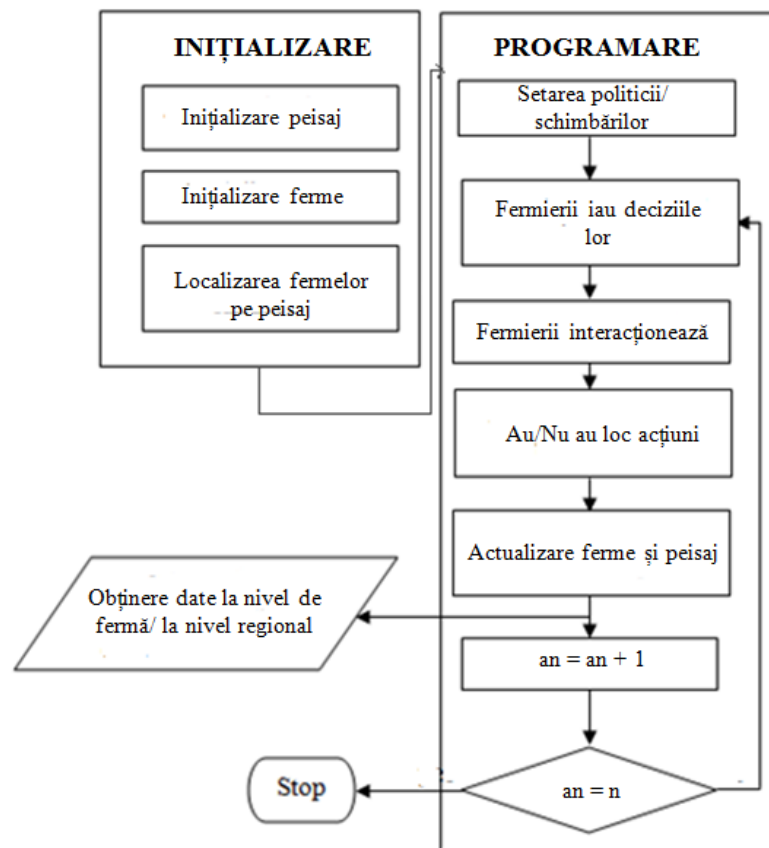 INIȚIALIZARE
Inițializare peisaj
Inițializare ferme
Localizarea fermelor
pe peisaj
PROGRAMARE
Setarea politicii/
schimbărilor
Fermierii iau deciziile
lor
Fermierii interacționează
Au/Nu au loc acțiuni
Actualizare ferme și peisaj
Obținere date la nivel de
fermă/ la nivel regional
an = an + 1
an = n
Stop